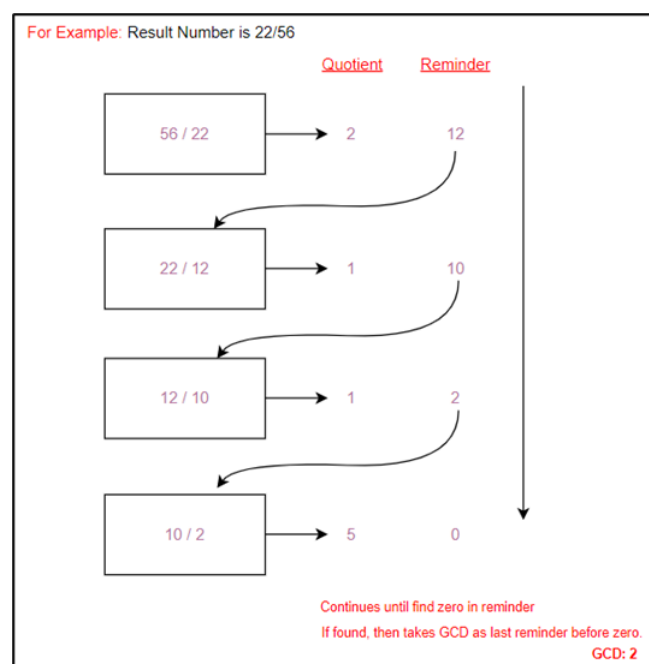 For Example: Result Number is 22/56
Quotient Reminder
56 / 22 2 12
22 / 12 1 10
12 / 10 1 2
10 / 2 5 0
Continues until find zero in reminder
If found, then takes GCD as last reminder before zero.
GCD: 2